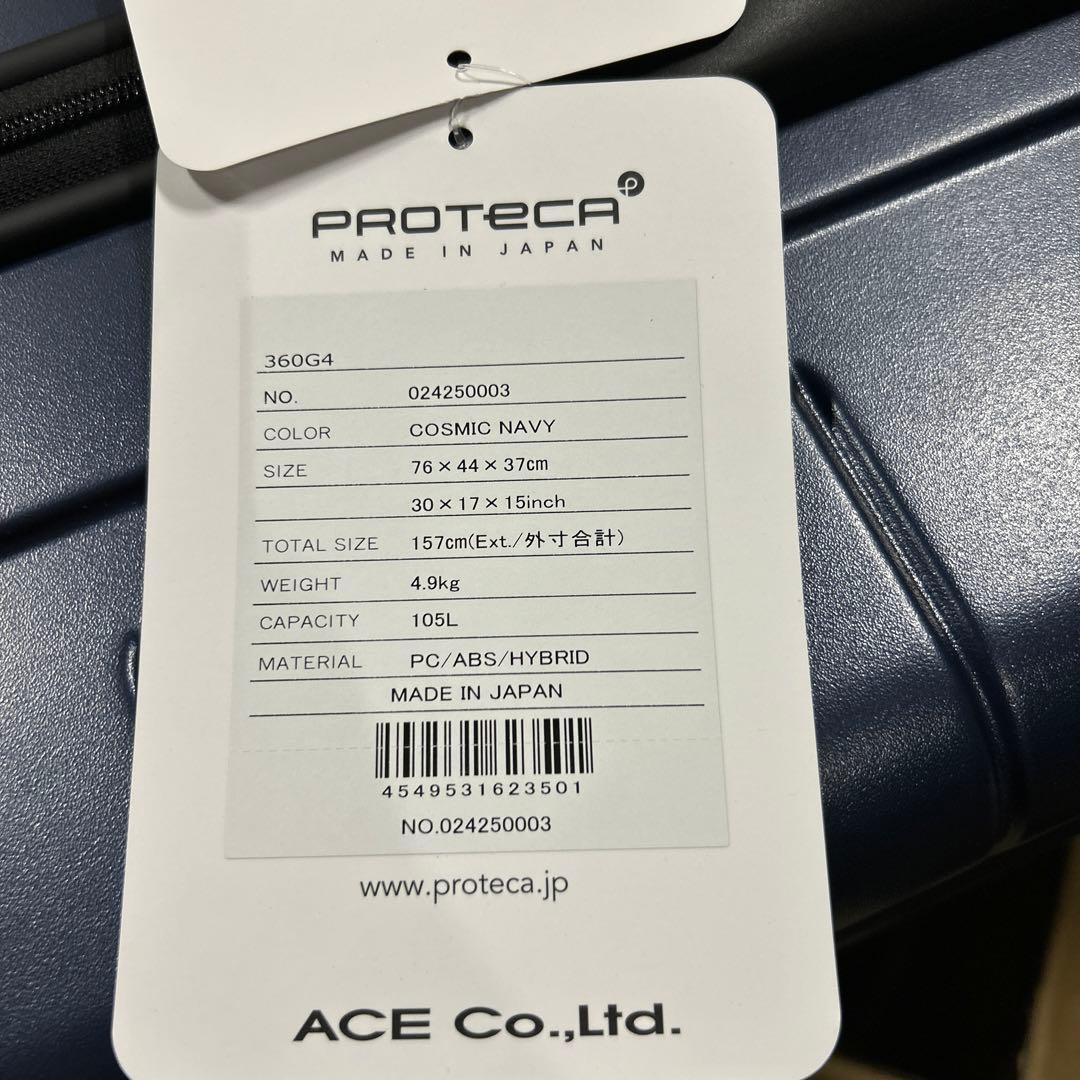 PROTeCA
MADE IN JAPAN
360G4
NO. 024250003
COLOR COSMIC NAVY
SIZE 76×44×37cm
30×17×15inch
TOTAL SIZE 157cm(Ext./外寸合計)
WEIGHT 4.9kg
CAPACITY 105L
MATERIAL PC/ABS/HYBRID
MADE IN JAPAN
4549531623501
NO.024250003
www.proteca.jp
ACE Co.,Ltd.